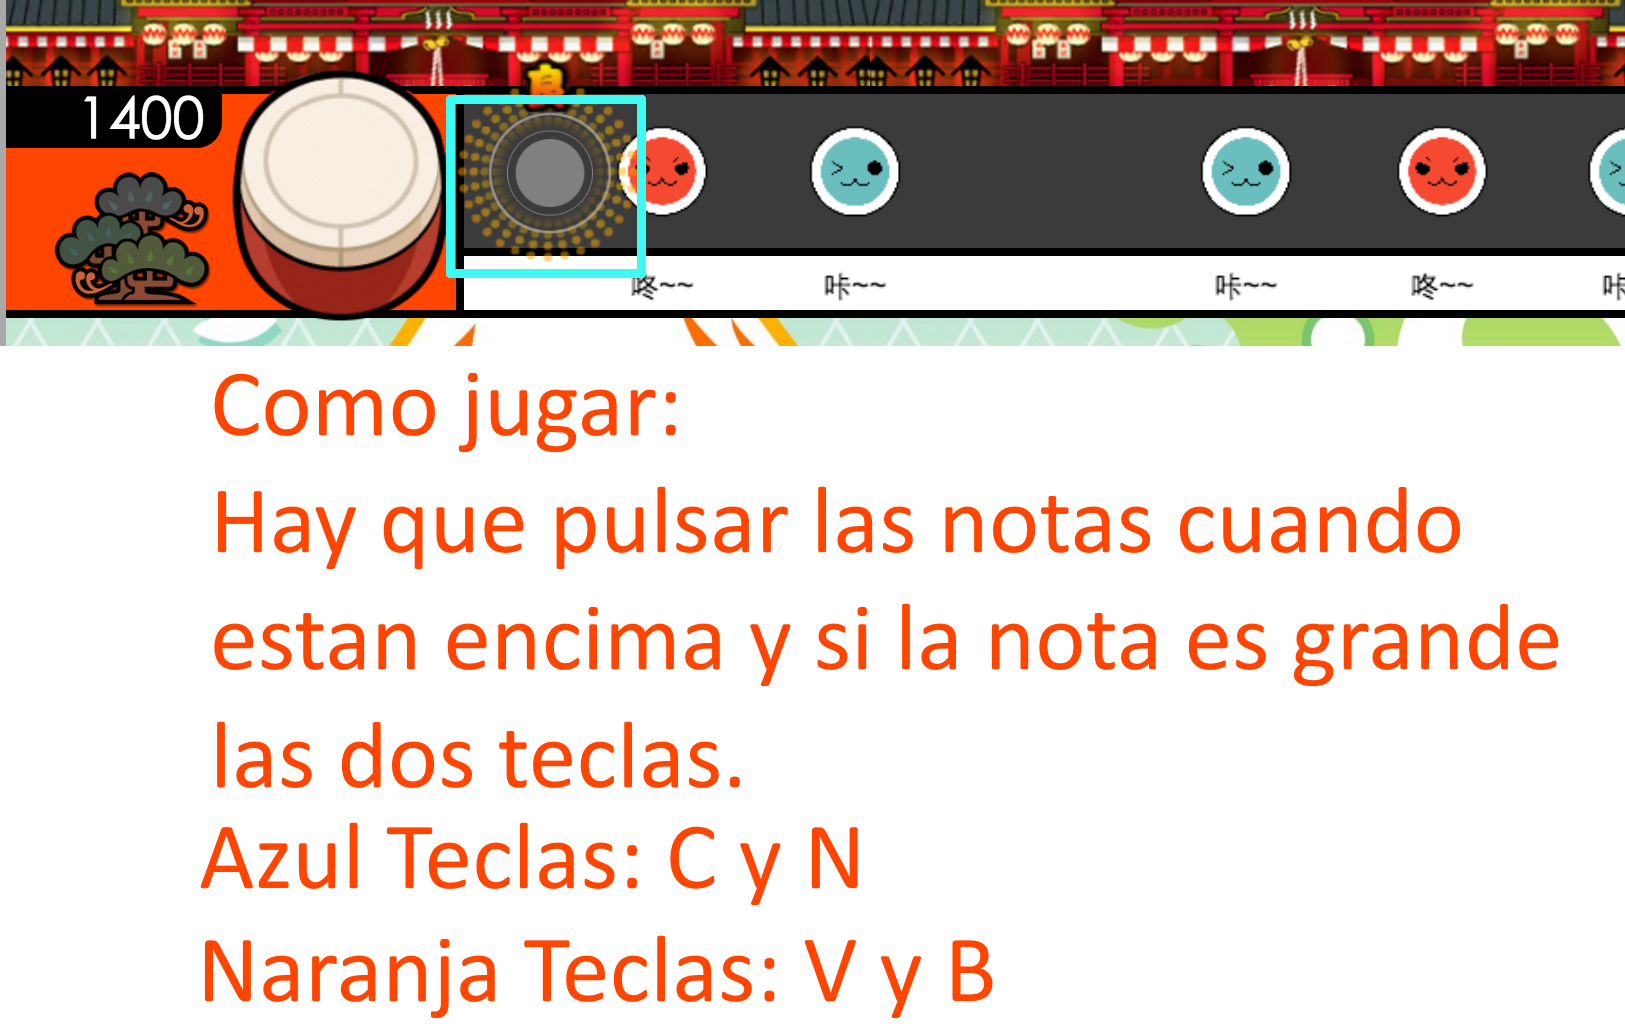 1400
咚~~ 咔~~ 咔~~ 咚~~
Como jugar:
Hay que pulsar las notas cuando
estan encima y si la nota es grande
las dos teclas.
Azul Teclas: C y N
Naranja Teclas: V y B